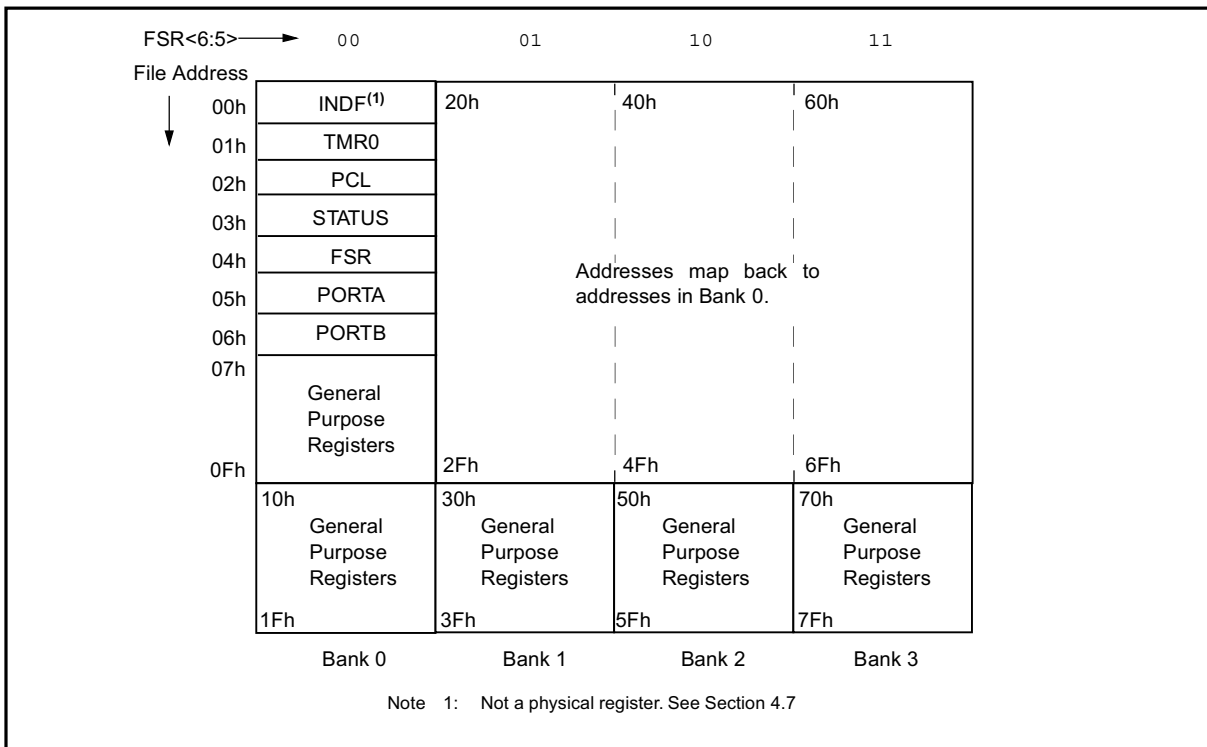 FSR<6:5> 00 01 10 11
File Address
00h INDF(1) 20h 40h 60h
01h TMR0
02h PCL
03h STATUS
04h FSR
05h PORTA
06h PORTB
07h
General
Purpose
Registers
Addresses map back to
addresses in Bank 0.
0Fh 2Fh 4Fh 6Fh
10h 30h 50h 70h
General General General General
Purpose Purpose Purpose Purpose
Registers Registers Registers Registers
1Fh 3Fh 5Fh 7Fh
Bank 0 Bank 1 Bank 2 Bank 3
Note 1: Not a physical register. See Section 4.7